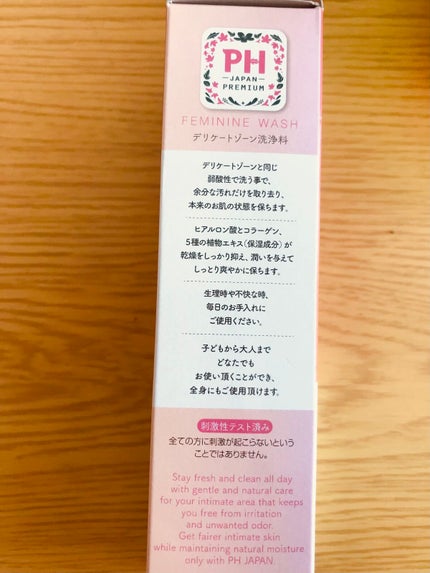 PH
JAPAN
PREMIUM
FEMININE WASH
デリケートゾーン洗浄料
デリケートゾーンと同じ
弱酸性で洗う事で、
余分な汚れだけを取り去り、
本来のお肌の状態を保ちます。
ヒアルロン酸とコラーゲン、
5種の植物エキス(保湿成分)が
乾燥をしっかり抑え、潤いを与えて
しっとり爽やかに保ちます。
生理時や不快な時、
毎日のお手入れに
ご使用ください。
子どもから大人まで
どなたでも
お使い頂くことができ、
全身にもご使用頂けます。
刺激性テスト済み
全ての方に刺激が起こらないという
ことではありません。
Stay fresh and clean all day
with gentle and natural care
for your intimate area that keeps
you free from irritation
and unwanted odor.
Get fairer intimate skin
while maintaining natural moisture
only with PH JAPAN.